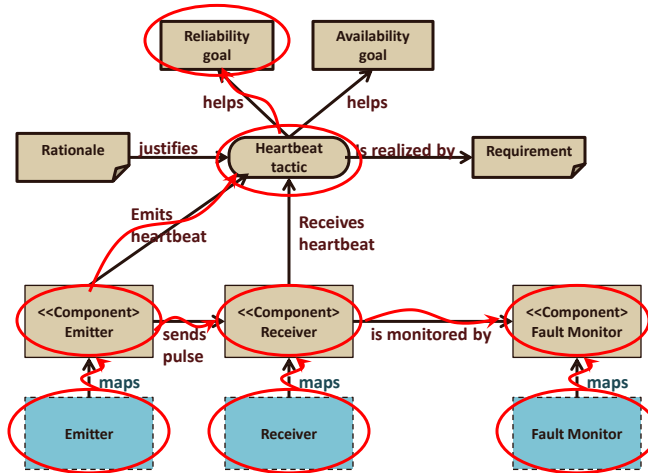 Reliability
goal
Availability
goal
helps
helps
Rationale
justifies
Heartbeat
tactic
Is realized by
Requirement
Emits
heartbeat
Receives
heartbeat
<<Component>
Emitter
sends
pulse
<<Component>
Receiver
is monitored by
<<Component>
Fault Monitor
maps
maps
maps
Emitter
Receiver
Fault Monitor